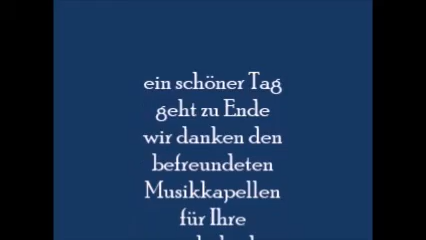 ein schöner Tag
geht zu Ende
wir danken den
befreundeten
Musikkapellen
für Ihre